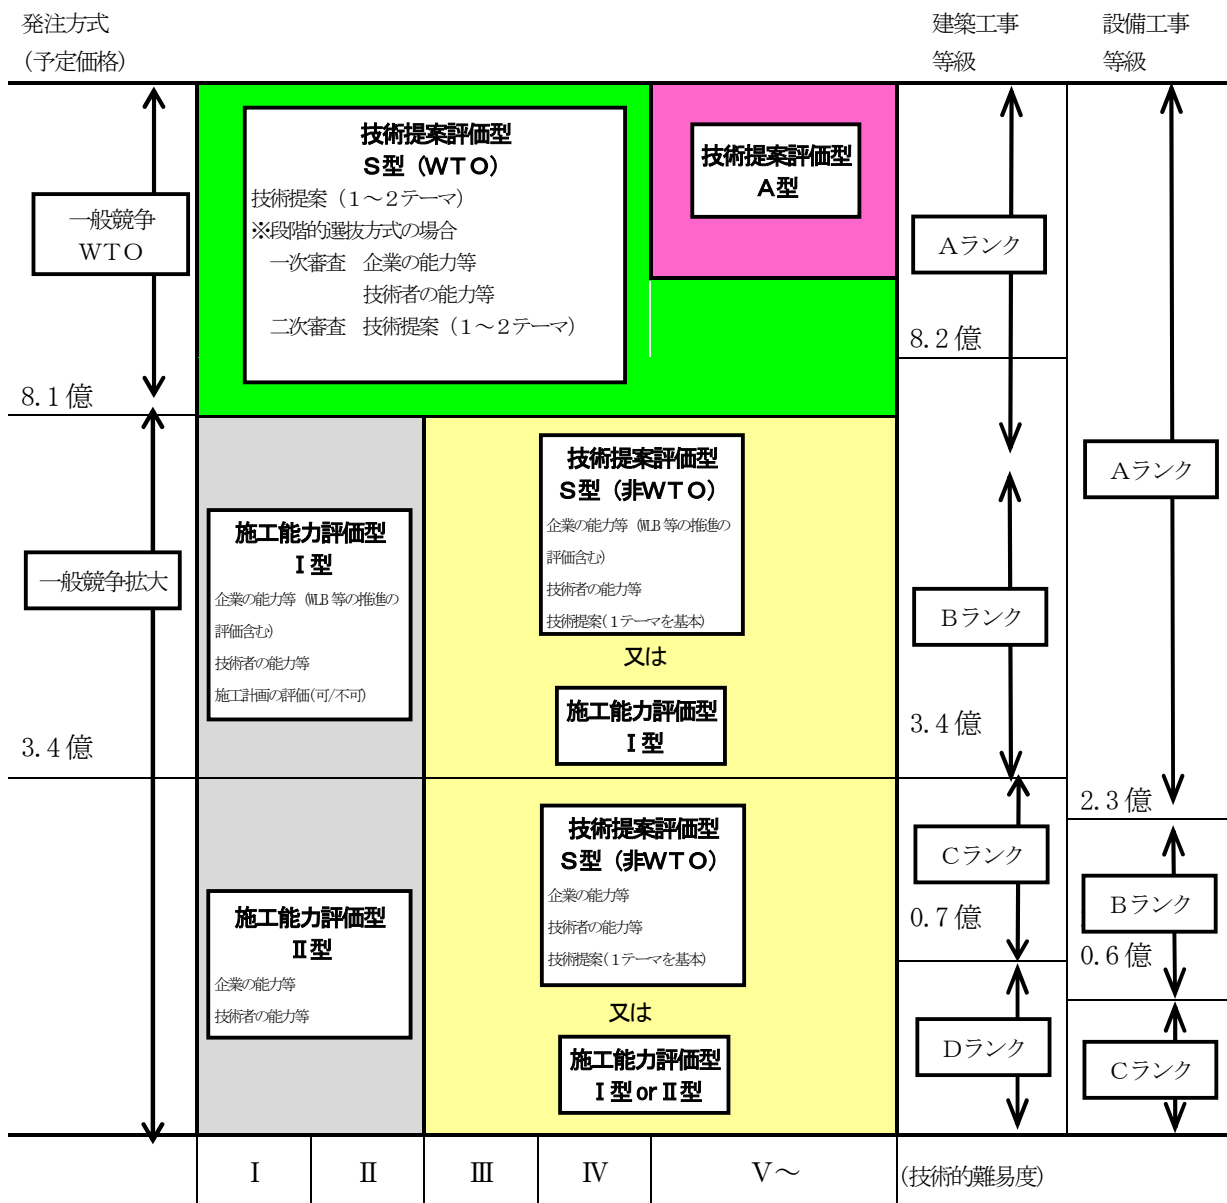 発注方式
(予定価格)
建築工事
等級
設備工事
等級
一般競争
ＷＴＯ
8.1億
一般競争拡大
3.4億
技術提案評価型
Ｓ型（ＷＴＯ）
技術提案（１～２テーマ）
※段階的選抜方式の場合
一次審査　企業の能力等
技術者の能力等
二次審査　技術提案（１～２テーマ）
技術提案評価型
Ａ型
施工能力評価型
Ⅰ型
企業の能力等（WLB 等の推進の
評価含む）
技術者の能力等
施工計画の評価(可/不可)
技術提案評価型
Ｓ型（非ＷＴＯ）
企業の能力等（WLB 等の推進の
評価含む）
技術者の能力等
技術提案(１テーマを基本)
又は
施工能力評価型
Ⅰ型
施工能力評価型
Ⅱ型
企業の能力等
技術者の能力等
技術提案評価型
Ｓ型（非ＷＴＯ）
企業の能力等
技術者の能力等
技術提案(１テーマを基本)
又は
施工能力評価型
Ⅰ型 or Ⅱ型
Ａランク
8.2億
Ｂランク
3.4億
Ｃランク
0.7億
Ｄランク
Ａランク
2.3億
Ｂランク
0.6億
Ｃランク
Ⅰ
Ⅱ
Ⅲ
Ⅳ
Ⅴ～
(技術的難易度)